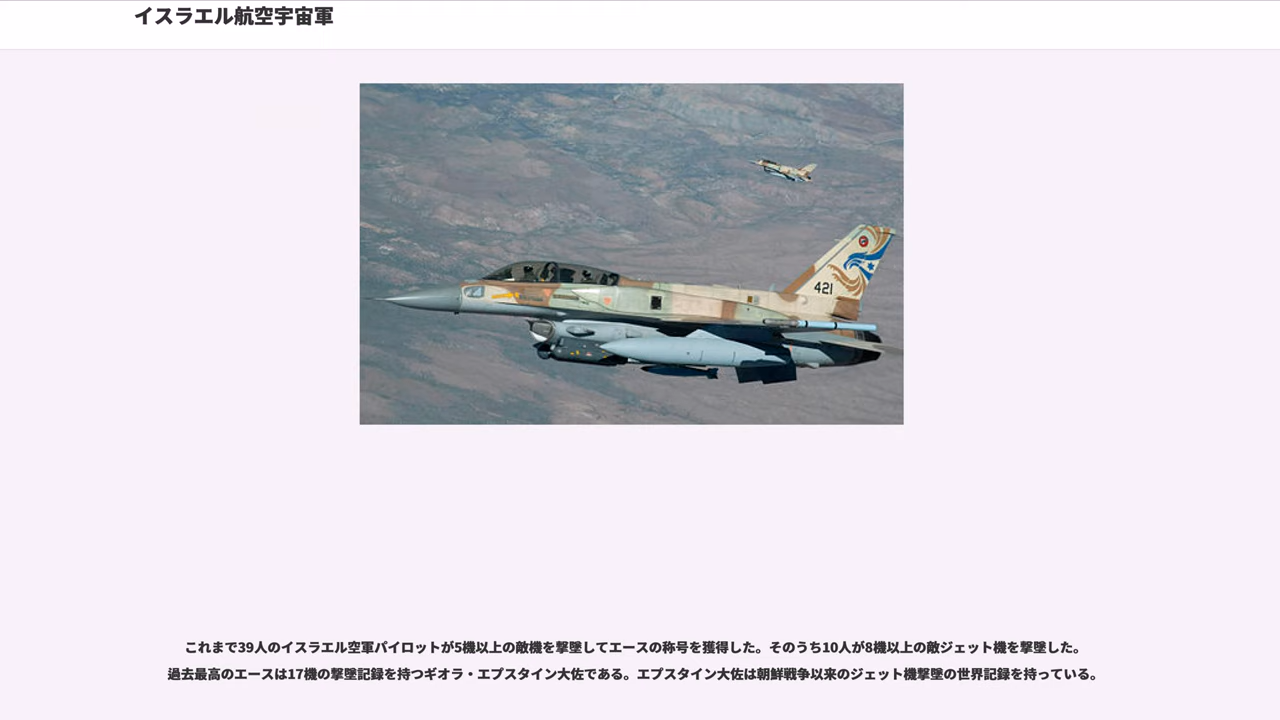 イスラエル航空宇宙軍
421
これまで39人のイスラエル空軍パイロットが5機以上の敵機を撃墜してエースの称号を獲得した。そのうち10人が8機以上の敵ジェット機を撃墜した。
過去最高のエースは17機の撃墜記録を持つギオラ・エプスタイン大佐である。エプスタイン大佐は朝鮮戦争以来のジェット機撃墜の世界記録を持っている。